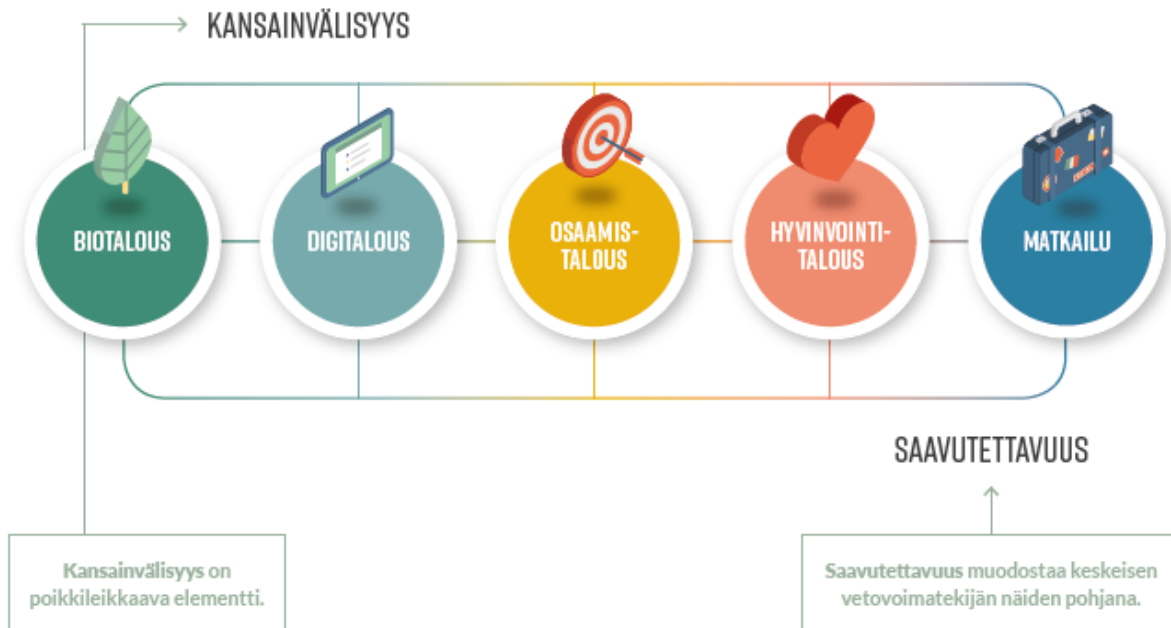 KANSAINVÄLISYYS
BIOTALOUS
DIGITALOUS
OSAAMIS-
TALOUS
HYVINVOINTI-
TALOUS
MATKAILU
SAAVUTETTAVUUS
Kansainvälisyys on
poikkileikkaava elementti.
Saavutettavuus muodostaa keskeisen
vetovoimatekijän näiden pohjana.